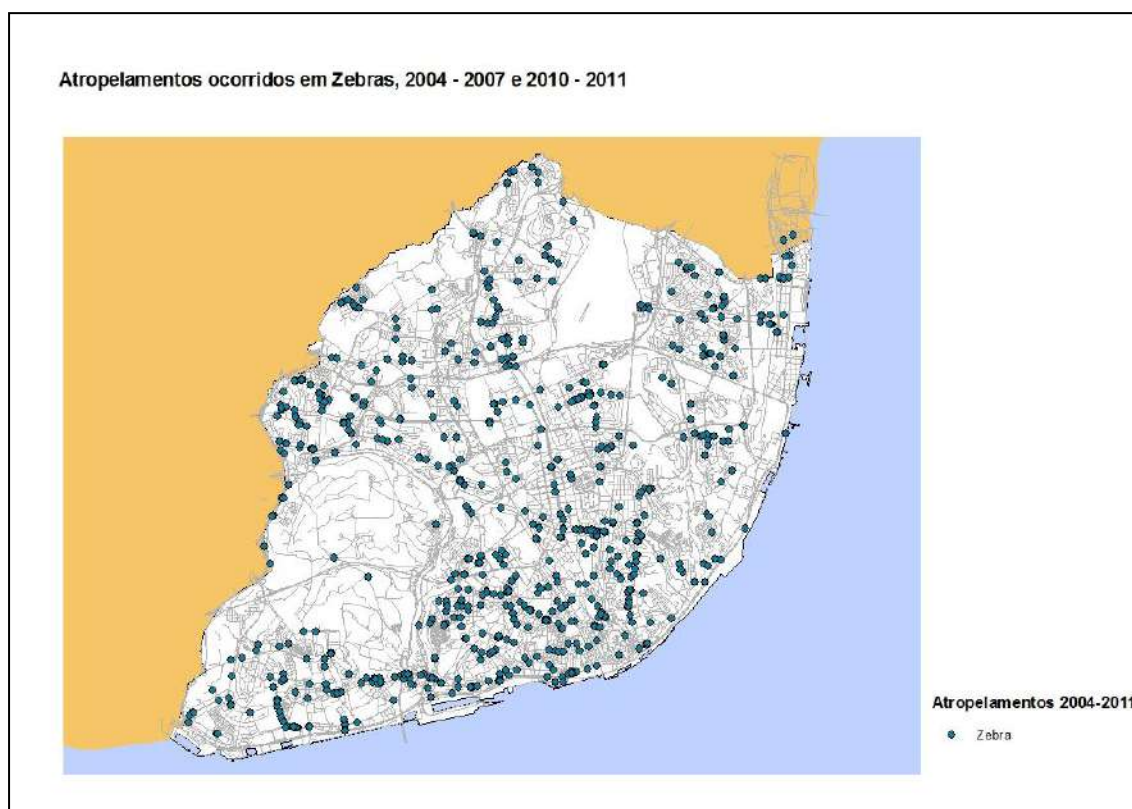 Atropelamentos ocorridos em Zebras, 2004 - 2007 e 2010 - 2011
Atropelamentos 2004-2011
Zebra